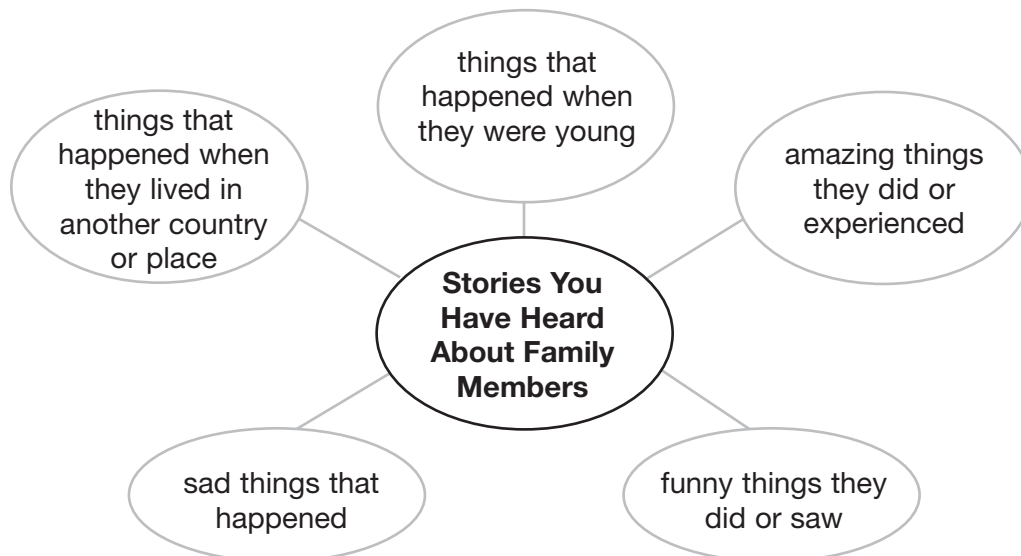 things that
happened when
they were young
things that
happened when
they lived in
another country
or place
amazing things
they did or
experienced
Stories You
Have Heard
About Family
Members
sad things that
happened
funny things they
did or saw